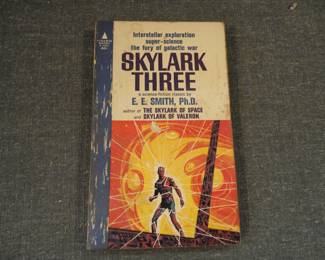 Interstellar exploration
super-science
the fury of galactic war
SKYLARK
THREE
a science-fiction classic by
E. E. SMITH, Ph.D.
author of THE SKYLARK OF SPACE
and SKYLARK OF VALERON